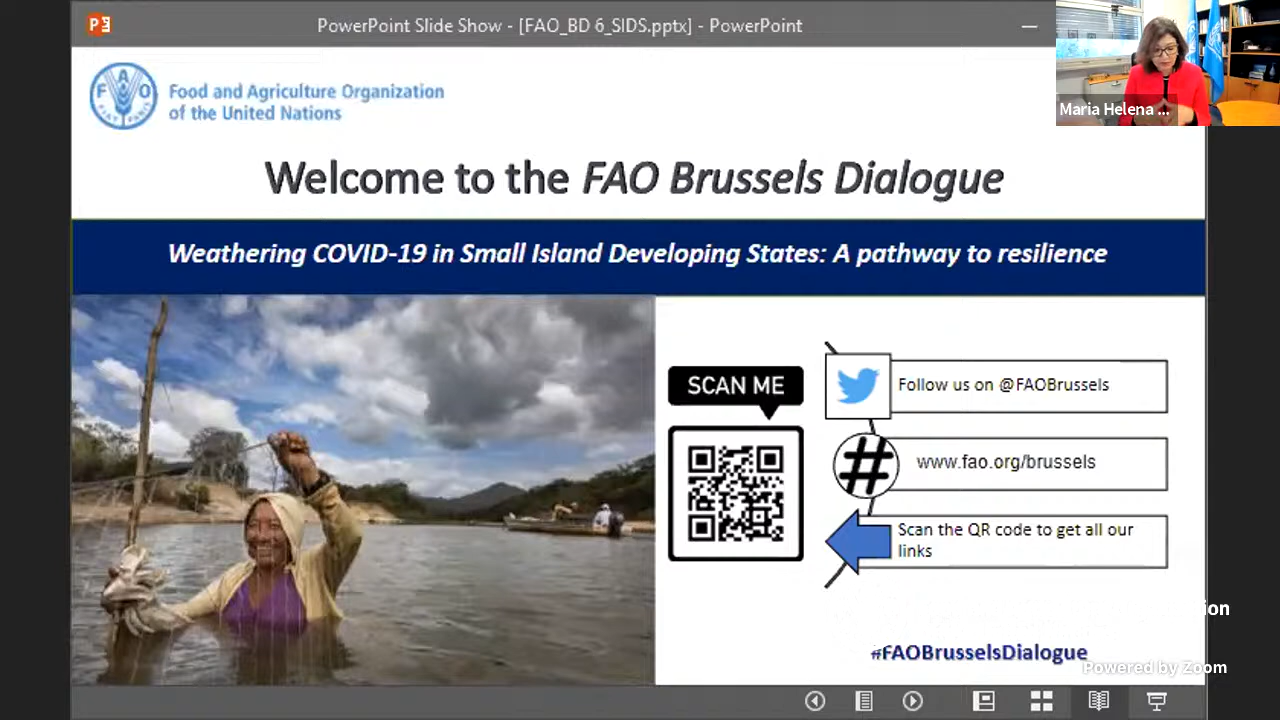 PowerPoint Slide Show - [FAO_BD 6_SIDS.pptx] - PowerPoint
Maria Helena ...
F A O
FIAT PANIS
Food and Agriculture Organization
of the United Nations
Welcome to the FAO Brussels Dialogue
Weathering COVID-19 in Small Island Developing States: A pathway to resilience
SCAN ME
Follow us on @FAOBrussels
www.fao.org/brussels
Scan the QR code to get all our
links
#FAOBrusselsDialogue
Powered by Zoom